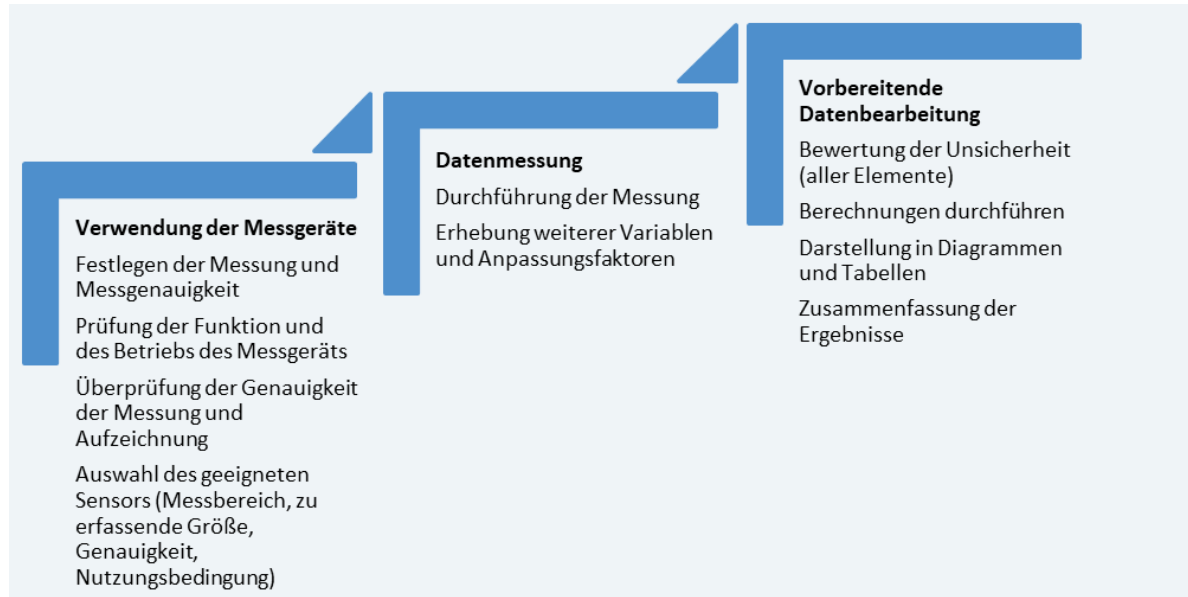 Verwendung der Messgeräte
Festlegen der Messung und
Messgenauigkeit
Prüfung der Funktion und
des Betriebs des Messgeräts
Überprüfung der Genauigkeit
der Messung und
Aufzeichnung
Auswahl des geeigneten
Sensors (Messbereich, zu
erfassende Größe,
Genauigkeit,
Nutzungsbedingung)
Datenmessung
Durchführung der Messung
Erhebung weiterer Variablen
und Anpassungsfaktoren
Vorbereitende
Datenbearbeitung
Bewertung der Unsicherheit
(aller Elemente)
Berechnungen durchführen
Darstellung in Diagrammen
und Tabellen
Zusammenfassung der
Ergebnisse